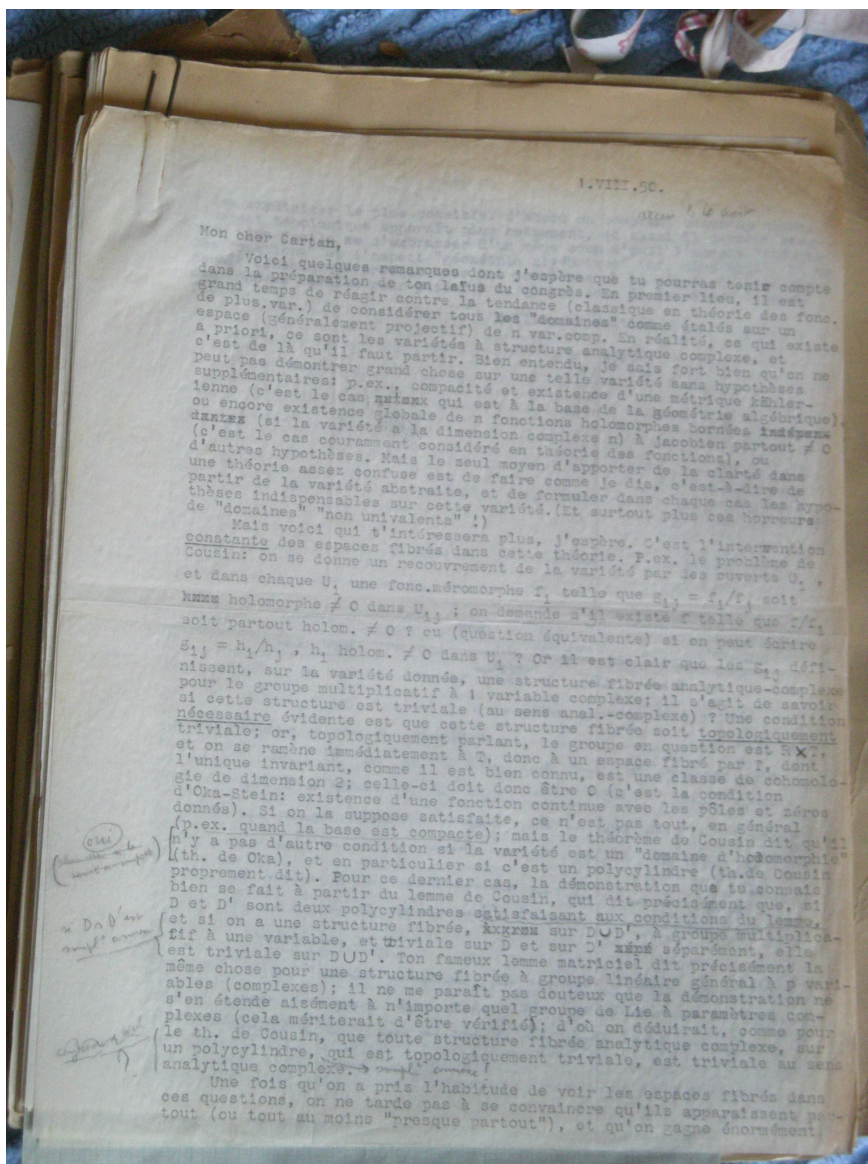 1.VIII.50.
Mon cher Cartan,
Voici quelques remarques dont j'espère que tu pourras tenir compte
dans la préparation de ton laïus du congrès. En premier lieu, il est
grand temps de réagir contre la tendance (classique en théorie des fonc.
de plus.var.) de considérer tous les "domaines" comme étalés sur un
espace (généralement projectif) de n var.comp. En réalité, ce qui existe
a priori, ce sont les variétés à structure analytique complexe, et
c'est de là qu'il faut partir. Bien entendu, je sais fort bien qu'on ne
peut pas démontrer grand chose sur une telle variété sans hypothèses
supplémentaires: p.ex., compacité et existence d'une métrique kählér-
ienne (c'est le cas qui est à la base de la géométrie algébrique),
ou encore existence globale de n fonctions holomorphes bornées
(si la variété a la dimension complexe n) à jacobien partout ≠ 0
(c'est le cas couramment considéré en théorie des fonctions), ou
d'autres hypothèses. Mais le seul moyen d'apporter de la clarté dans
une théorie assez confuse est de faire comme je dis, c'est-à-dire de
partir de la variété abstraite, et de formuler dans chaque cas les hypo-
thèses indispensables sur cette variété.(Et surtout plus ces horreurs
de "domaines" "non univalents" !)
Mais voici qui t'intéressera plus, j'espère. C'est l'intervention
constante des espaces fibrés dans cette théorie. P.ex. le problème de
Cousin: on se donne un recouvrement de la variété par des ouverts Uᵢ ,
et dans chaque Uᵢ une fonc.méromorphe fᵢ telle que gᵢⱼ = fᵢ/fⱼ soit
holomorphe ≠ 0 dans Uᵢⱼ ; on demande s'il existe f telle que f/fᵢ
soit partout holom. ≠ 0 ? ou (question équivalente) si on peut écrire
gᵢⱼ = hᵢ/hⱼ , hᵢ holom. ≠ 0 dans Uᵢ ? Or il est clair que les gᵢⱼ défi-
nissent, sur la variété donnée, une structure fibrée analytique-complexe
pour le groupe multiplicatif à 1 variable complexe; il s'agit de savoir
si cette structure est triviale (au sens anal.-complexe) ? Une condition
nécessaire évidente est que cette structure fibrée soit topologiquement
triviale; or, topologiquement parlant, le groupe en question est R×T,
et on se ramène immédiatement à T, donc à un espace fibré par T, dont
l'unique invariant, comme il est bien connu, est une classe de cohomolo-
gie de dimension 2; celle-ci doit donc être 0 (c'est la condition
d'Oka-Stein: existence d'une fonction continue avec les pôles et zéros
donnés). Si on la suppose satisfaite, ce n'est pas tout, en général
(p.ex. quand la base est compacte); mais le théorème de Cousin dit qu'il
oui
n'y a pas d'autre condition si la variété est un "domaine d'holomorphie"
(th. de Oka), et en particulier si c'est un polycylindre (th.de Cousin
proprement dit). Pour ce dernier cas, la démonstration que tu connais
bien se fait à partir du lemme de Cousin, qui dit précisément que, si
D et D' sont deux polycylindres satisfaisant aux conditions du lemme,
si D∩D' est
simpl᷊ connexe
et si on a une structure fibrée, sur D∪D', à groupe multiplica-
tif à une variable, et triviale sur D et sur D' séparément, elle
est triviale sur D∪D'. Ton fameux lemme matriciel dit précisément la
même chose pour une structure fibrée à groupe linéaire général à p vari-
ables (complexes); il ne me paraît pas douteux que la démonstration ne
s'en étende aisément à n'importe quel groupe de Lie à paramètres com-
plexes (cela mériterait d'être vérifié); d'où on déduirait, comme pour
le th. de Cousin, que toute structure fibrée analytique complexe, sur
?
un polycylindre, qui est topologiquement triviale, est triviale au sens
analytique complexe. → simpl᷊ connexe !
Une fois qu'on a pris l'habitude de voir les espaces fibrés dans
ces questions, on ne tarde pas à se convaincre qu'ils apparaissent par-
tout (ou tout au moins "presque partout"), et qu'on gagne énormément